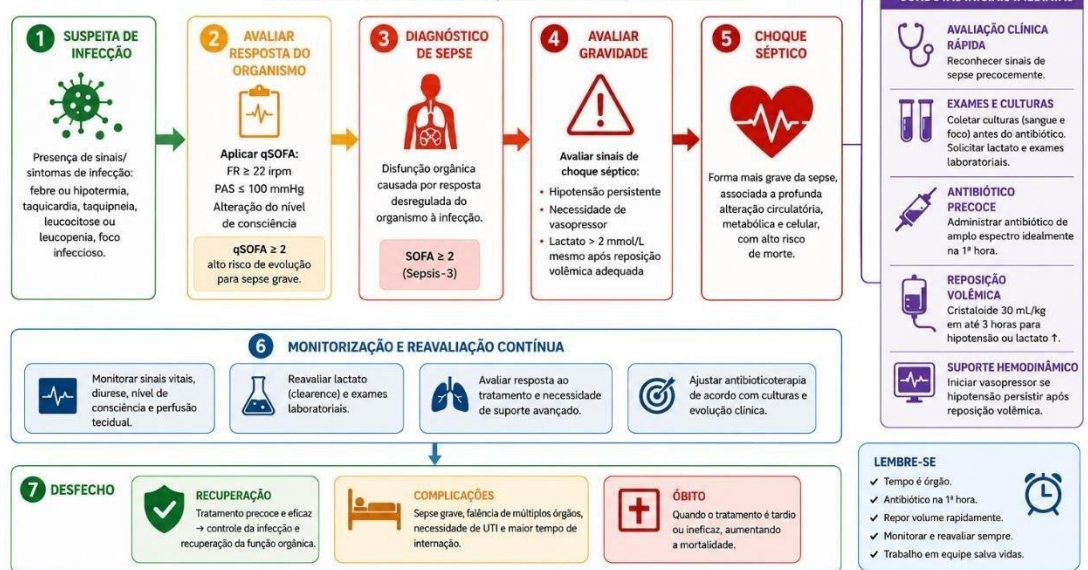 1
SUSPEITA DE
INFECÇÃO
Presença de sinais/
sintomas de infecção:
febre ou hipotermia,
taquicardia, taquipneia,
leucocitose ou
leucopenia, foco
infeccioso.
2
AVALIAR
RESPOSTA DO
ORGANISMO
Aplicar qSOFA:
FR ≥ 22 irpm
PAS ≤ 100 mmHg
Alteração do nível
de consciência
qSOFA ≥ 2
alto risco de evolução
para sepse grave.
3
DIAGNÓSTICO
DE SEPSE
Disfunção orgânica
causada por resposta
desregulada do
organismo à infecção.
SOFA ≥ 2
(Sepsis-3)
4
AVALIAR
GRAVIDADE
Avaliar sinais de
choque séptico:
• Hipotensão persistente
• Necessidade de
vasopressor
• Lactato > 2 mmol/L
mesmo após reposição
volêmica adequada
5
CHOQUE
SÉPTICO
Forma mais grave da sepse,
associada a profunda
alteração circulatória,
metabólica e celular,
com alto risco
de morte.
AVALIAÇÃO CLÍNICA
RÁPIDA
Reconhecer sinais de
sepse precocemente.
EXAMES E CULTURAS
Coletar culturas (sangue e
foco) antes do antibiótico.
Solicitar lactato e exames
laboratoriais.
ANTIBIÓTICO
PRECOCE
Administrar antibiótico de
amplo espectro idealmente
na 1ª hora.
REPOSIÇÃO
VOLÊMICA
Cristaloide 30 mL/kg
em até 3 horas para
hipotensão ou lactato ↑.
SUPORTE HEMODINÂMICO
Iniciar vasopressor se
hipotensão persistir após
reposição volêmica.
6 MONITORIZAÇÃO E REAVALIAÇÃO CONTÍNUA
Monitorar sinais vitais,
diurese, nível de
consciência e perfusão
tecidual.
Reavaliar lactato
(clearence) e exames
laboratoriais.
Avaliar resposta ao
tratamento e necessidade
de suporte avançado.
Ajustar antibioticoterapia
de acordo com culturas e
evolução clínica.
7 DESFECHO
RECUPERAÇÃO
Tratamento precoce e eficaz
→ controle da infecção e
recuperação da função orgânica.
COMPLICAÇÕES
Sepse grave, falência de múltiplos órgãos,
necessidade de UTI e maior tempo de
internação.
ÓBITO
Quando o tratamento é tardio
ou ineficaz, aumentando
a mortalidade.
LEMBRE-SE
✓ Tempo é órgão.
✓ Antibiótico na 1ª hora.
✓ Repor volume rapidamente.
✓ Monitorar e reavaliar sempre.
✓ Trabalho em equipe salva vidas.